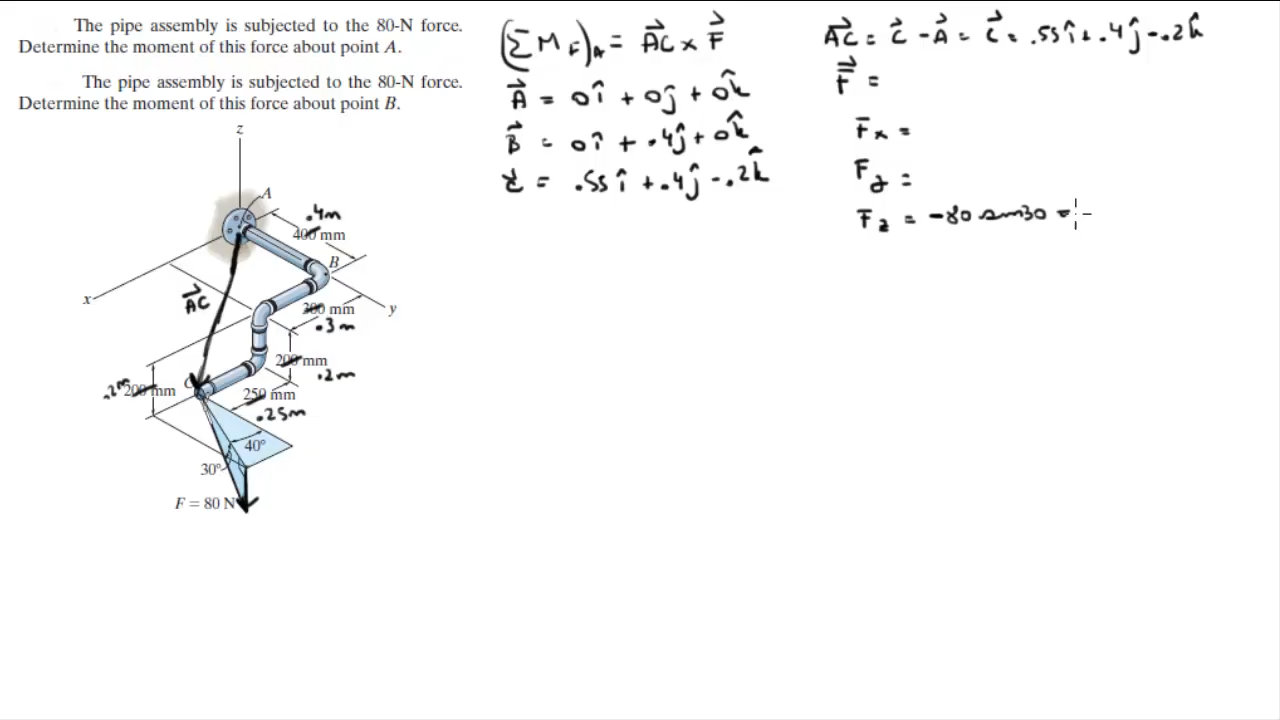 The pipe assembly is subjected to the 80-N force.
Determine the moment of this force about point A.
The pipe assembly is subjected to the 80-N force.
Determine the moment of this force about point B.
z
A
.4m
400 mm
B
x
AC
300 mm
.3m
y
200 mm
.2m
.2m 200 mm
C
250 mm
.25m
40°
30°
F = 80 N
(ΣM_F)_A = AC x F
A = 0î + 0ĵ + 0k̂
B = 0î + .4ĵ + 0k̂
C = .55î + .4ĵ - .2k̂
AC = C - A = C = .55î + .4ĵ - .2k̂
F =
Fx =
Fy =
Fz = -80 sin30 =